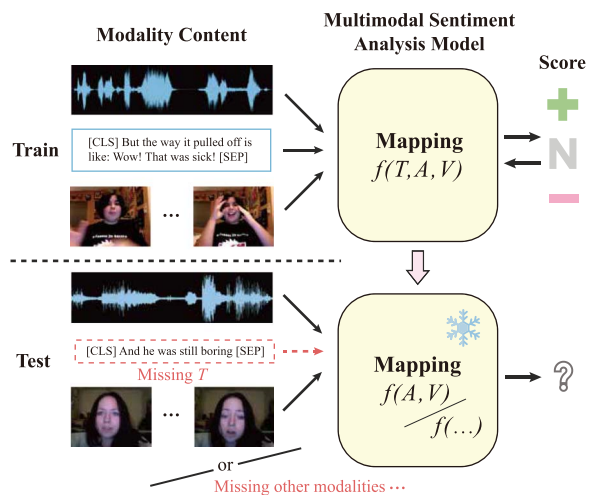 Modality Content
Multimodal Sentiment
Analysis Model
Score
Train
[CLS] But the way it pulled off is
like: Wow! That was sick! [SEP]
Mapping
f(T, A, V)
N
Test
[CLS] And he was still boring [SEP]
Missing T
Mapping
f(A, V)
f(…)
?
or
Missing other modalities ⋯